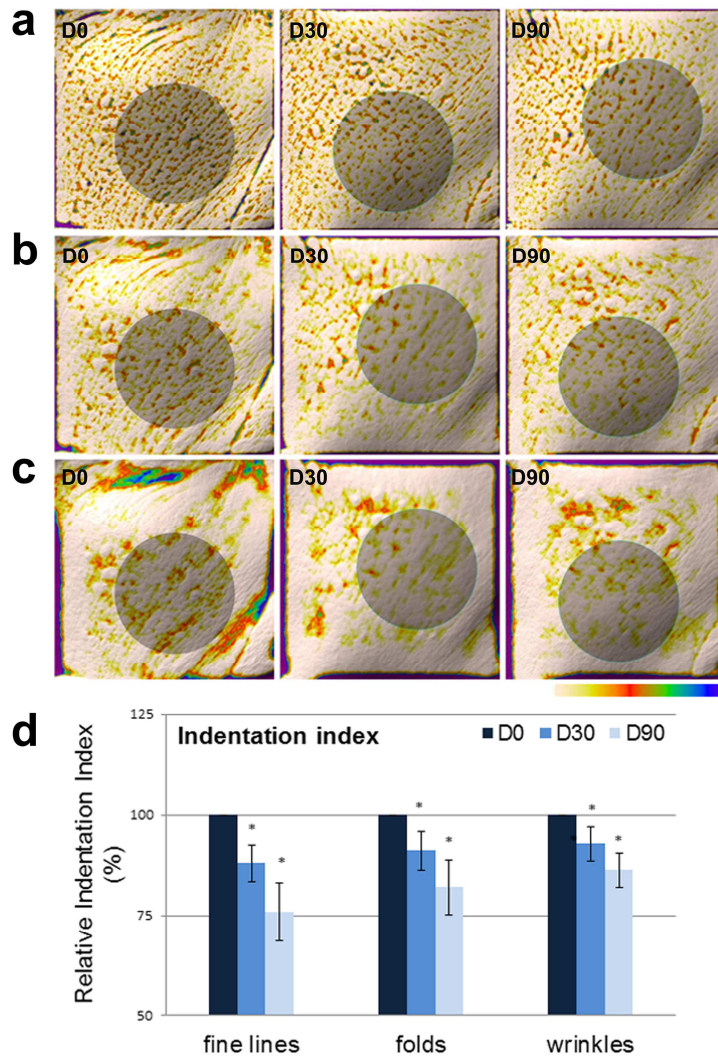 a
D0 D30 D90
b
D0 D30 D90
c
D0 D30 D90
d
Indentation index
D0 D30 D90
Relative Indentation Index
(%)
125
100
75
50
* * * * * * *
fine lines folds wrinkles